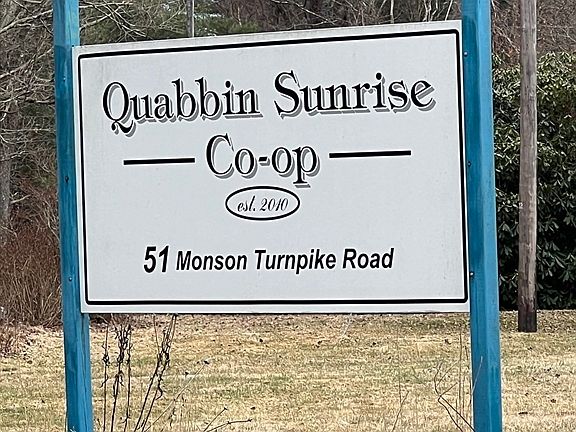 Quabbin Sunrise
Co-op
est. 2010
51 Monson Turnpike Road